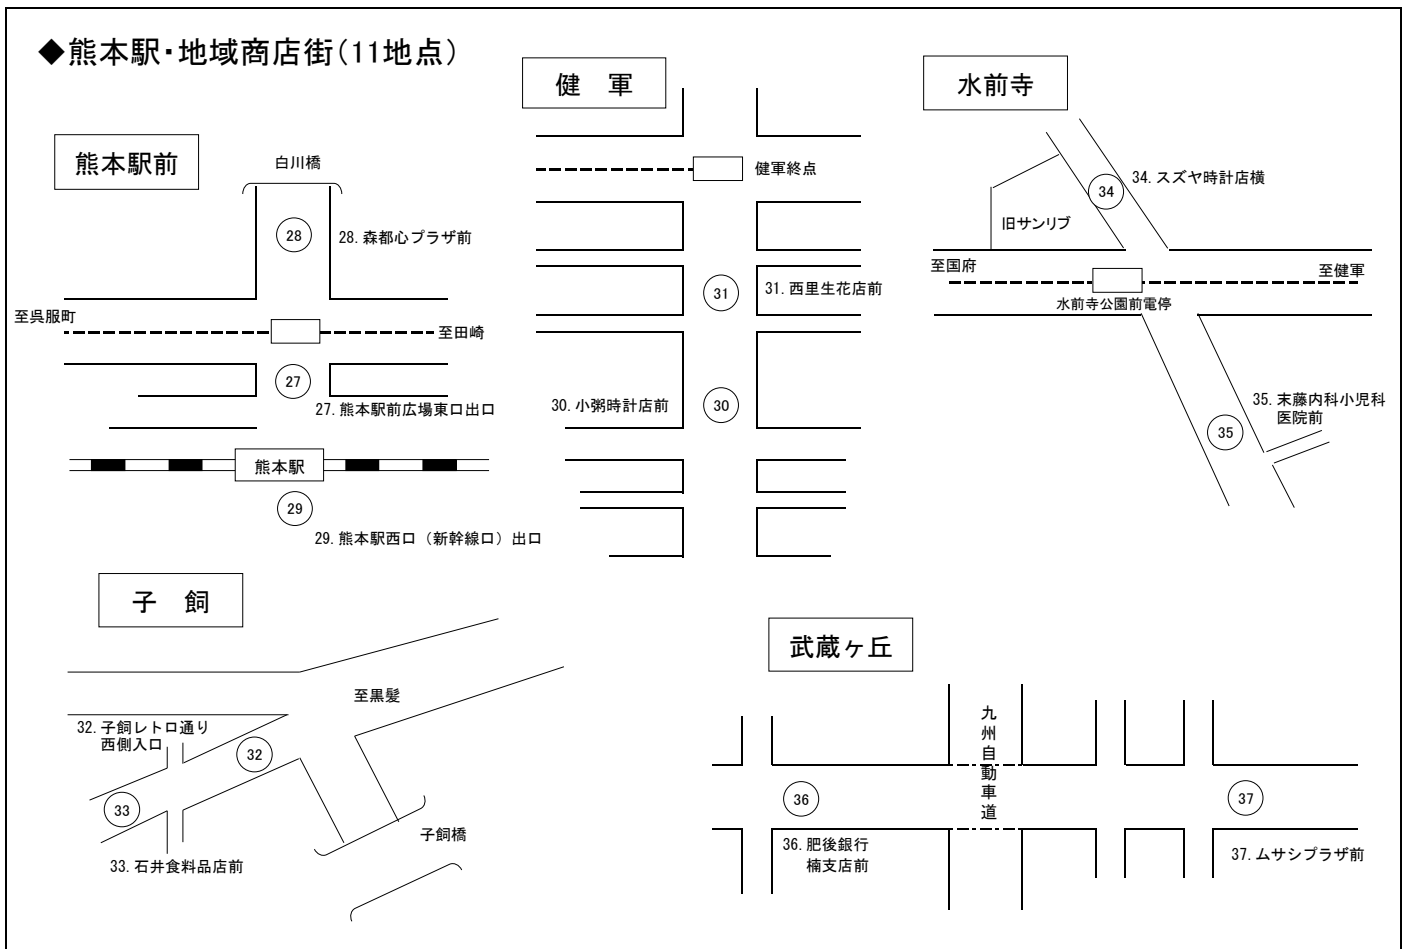 ◆熊本駅・地域商店街(11地点)
熊本駅前
白川橋
28
28. 森都心プラザ前
至呉服町
至田崎
27
27. 熊本駅前広場東口出口
熊本駅
29
29. 熊本駅西口（新幹線口）出口
健　軍
健軍終点
31
31. 西里生花店前
30. 小粥時計店前
30
水前寺
34
34. スズヤ時計店横
旧サンリブ
至国府
至健軍
水前寺公園前電停
35. 末藤内科小児科
医院前
35
子　飼
至黒髪
32. 子飼レトロ通り
西側入口
32
33
33. 石井食料品店前
子飼橋
武蔵ヶ丘
九州自動車道
36
36. 肥後銀行
楠支店前
37
37. ムサシプラザ前